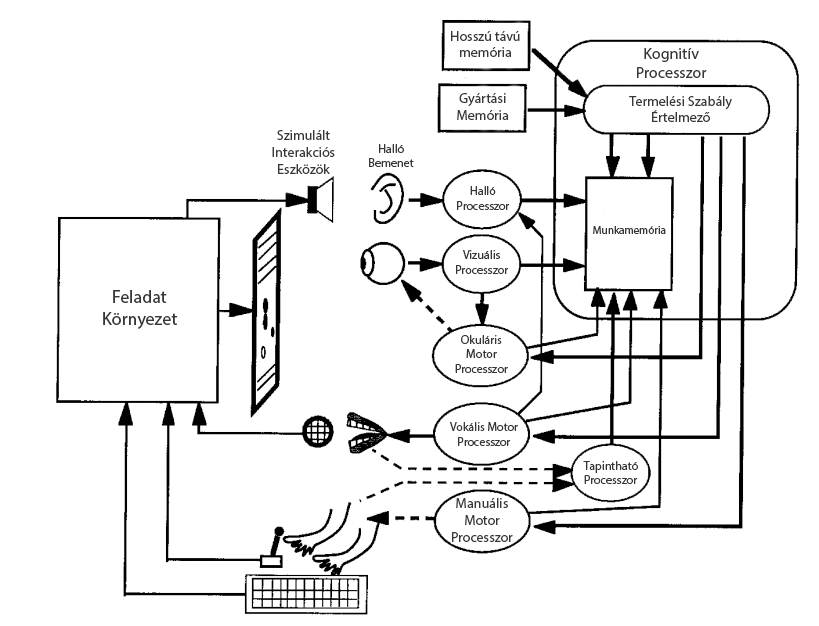 Hosszú távú
memória
Kognitív
Processzor
Gyártási
Memória
Termelési Szabály
Értelmező
Szimulált
Interakciós
Eszközök
Halló
Bemenet
Halló
Processzor
Munkamemória
Vizuális
Processzor
Feladat
Környezet
Okuláris
Motor
Processzor
Vokális Motor
Processzor
Tapintható
Processzor
Manuális
Motor
Processzor